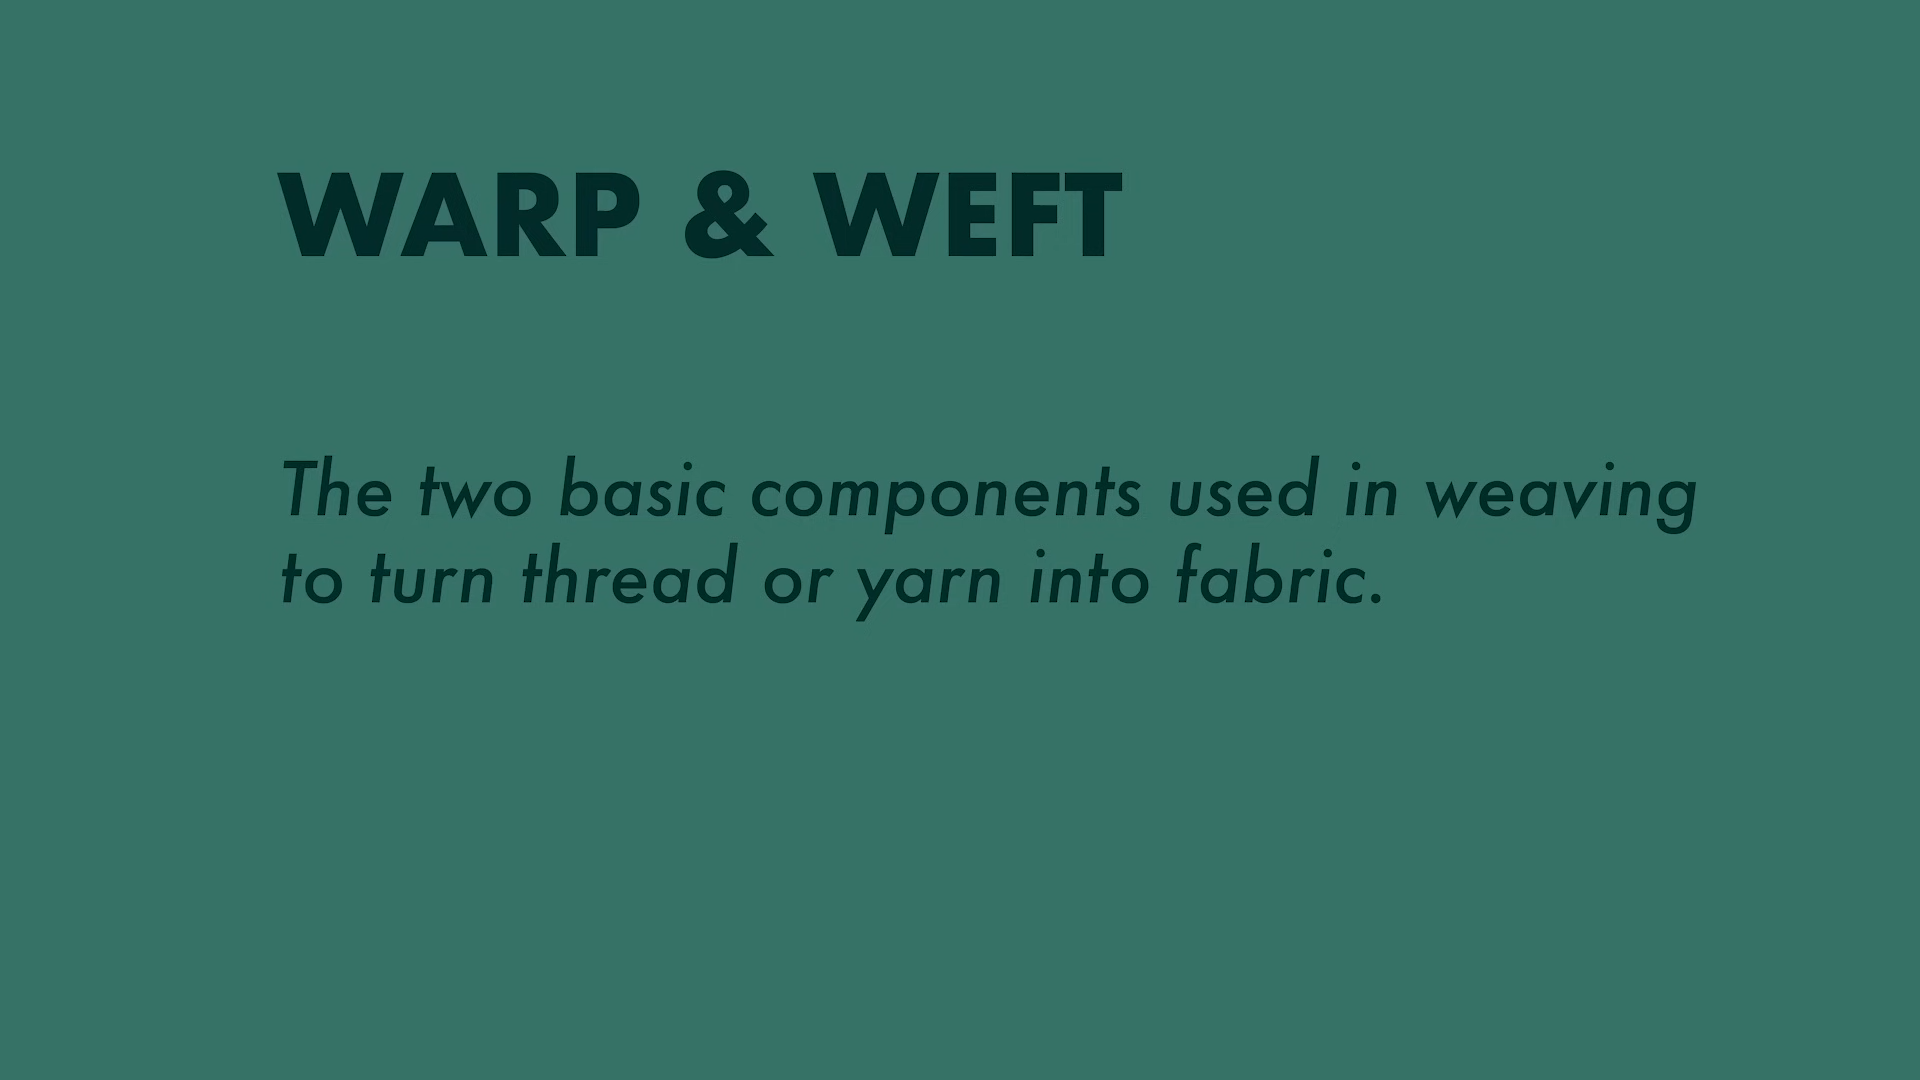 WARP & WEFT
The two basic components used in weaving
to turn thread or yarn into fabric.